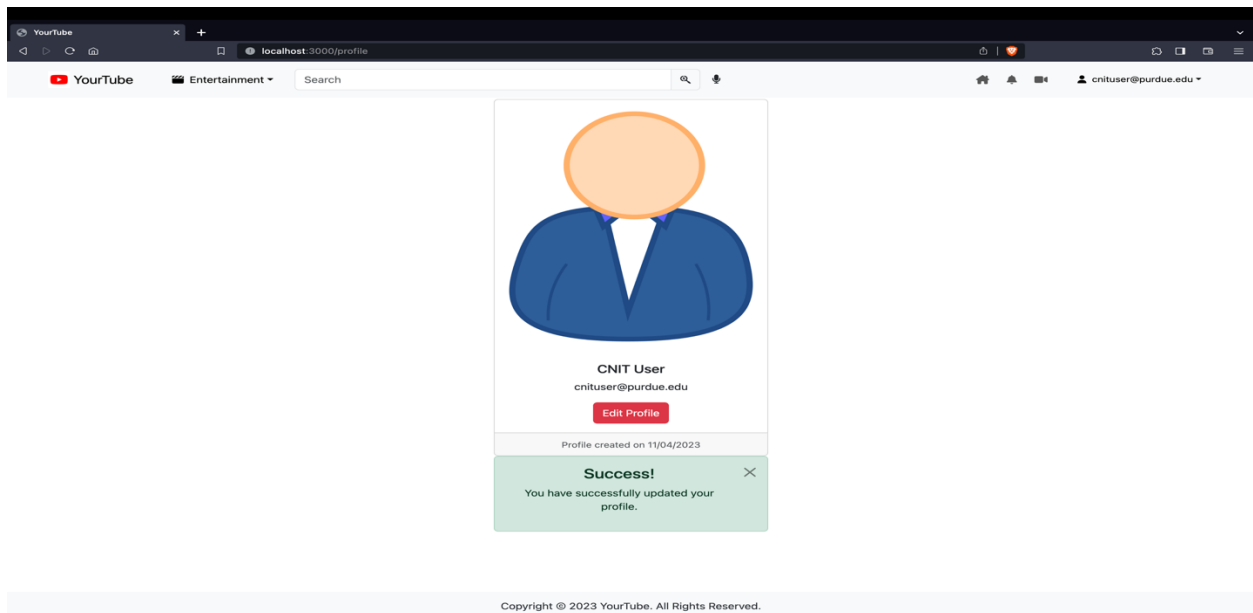 YourTube
localhost:3000/profile
YourTube Entertainment Search cnituser@purdue.edu
CNIT User
cnituser@purdue.edu
Edit Profile
Profile created on 11/04/2023
Success!
You have successfully updated your
profile.
Copyright © 2023 YourTube. All Rights Reserved.